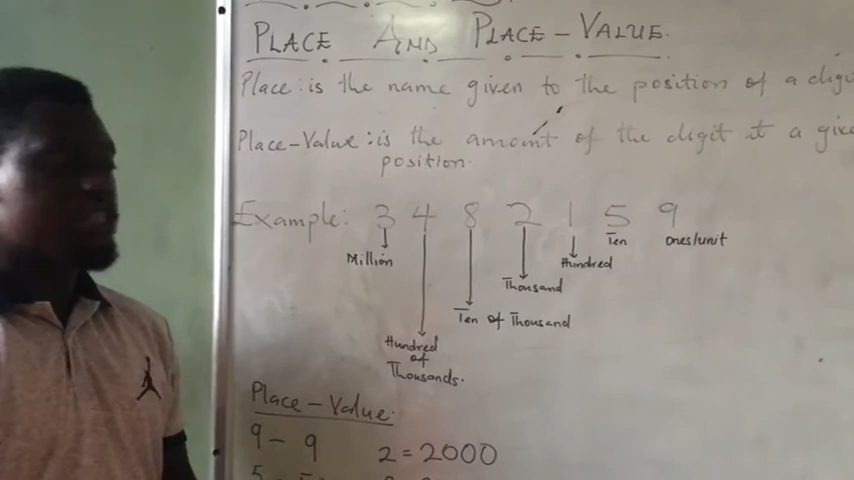 PLACE AND PLACE-VALUE.
Place: is the name given to the position of a digi
Place-Value: is the amount of the digit at a give
position.
Example: 3 4 8 2 1 5 9
Ten ones/unit
Million Hundred
Thousand
Ten of Thousand
Hundred
of
Thousands.
Place-Value.
9 - 9 2 = 2000